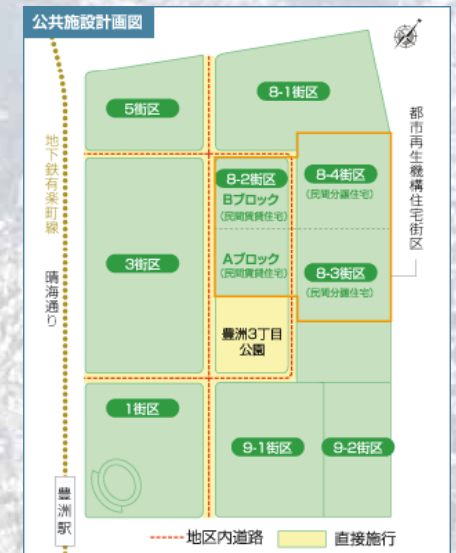 公共施設計画図
5街区
8-1街区
地下鉄有楽町線
晴海通り
都市再生機構住宅街区
8-2街区
Bブロック
（民間賃貸住宅）
8-4街区
（民間分譲住宅）
3街区
Aブロック
（民間賃貸住宅）
8-3街区
（民間分譲住宅）
豊洲3丁目
公園
1街区
9-1街区
9-2街区
豊洲駅
地区内道路
直接施行